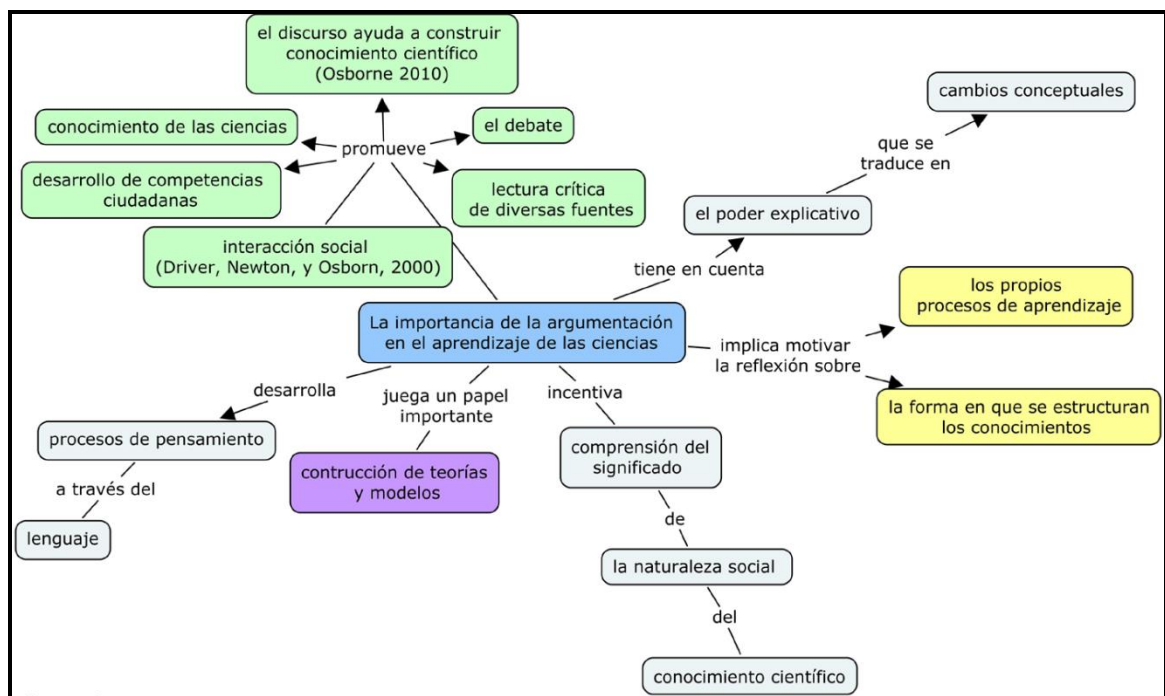 el discurso ayuda a construir
conocimiento científico
(Osborne 2010)
cambios conceptuales
conocimiento de las ciencias
el debate
promueve
que se
traduce en
desarrollo de competencias
ciudadanas
lectura crítica
de diversas fuentes
el poder explicativo
interacción social
(Driver, Newton, y Osborn, 2000)
tiene en cuenta
los propios
procesos de aprendizaje
La importancia de la argumentación
en el aprendizaje de las ciencias
implica motivar
la reflexión sobre
desarrolla
juega un papel
importante
incentiva
la forma en que se estructuran
los conocimientos
procesos de pensamiento
comprensión del
significado
contrucción de teorías
y modelos
a través del
lenguaje
de
la naturaleza social
del
conocimiento científico